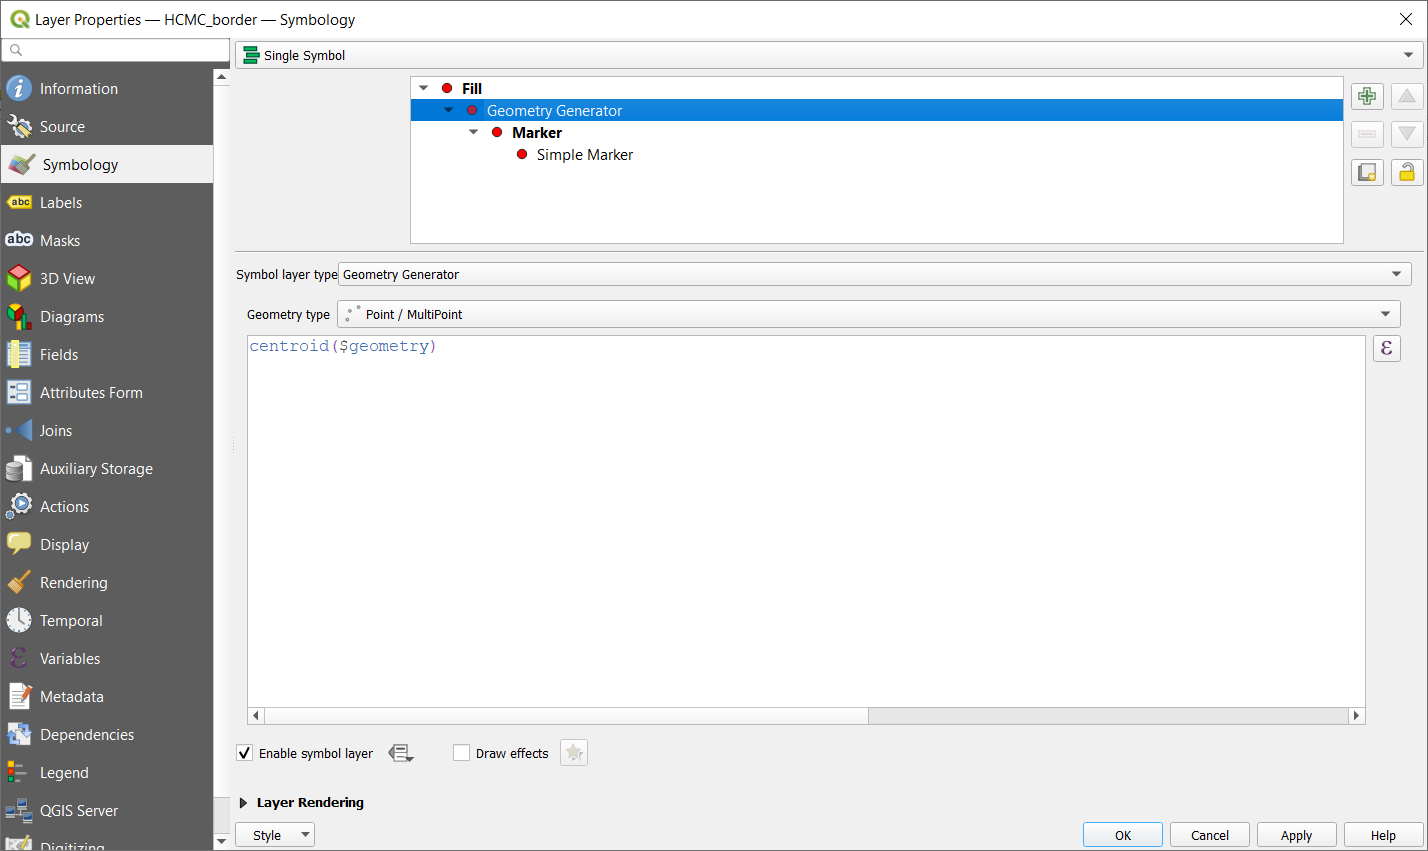 Layer Properties — HCMC_border — Symbology
Information
Source
Symbology
Labels
Masks
3D View
Diagrams
Fields
Attributes Form
Joins
Auxiliary Storage
Actions
Display
Rendering
Temporal
Variables
Metadata
Dependencies
Legend
QGIS Server
Digitizing
Single Symbol
Fill
Geometry Generator
Marker
Simple Marker
Symbol layer type Geometry Generator
Geometry type Point / MultiPoint
centroid($geometry)
ε
Enable symbol layer Draw effects
Layer Rendering
Style OK Cancel Apply Help